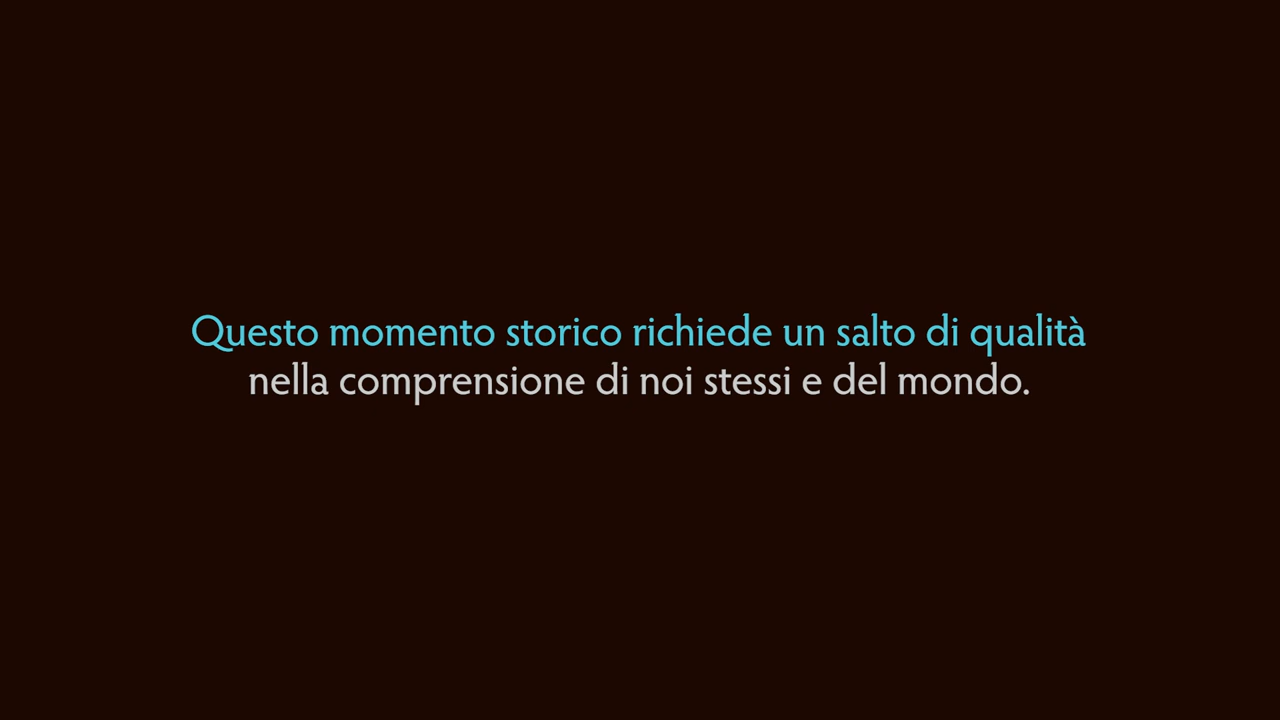 Questo momento storico richiede un salto di qualità
nella comprensione di noi stessi e del mondo.